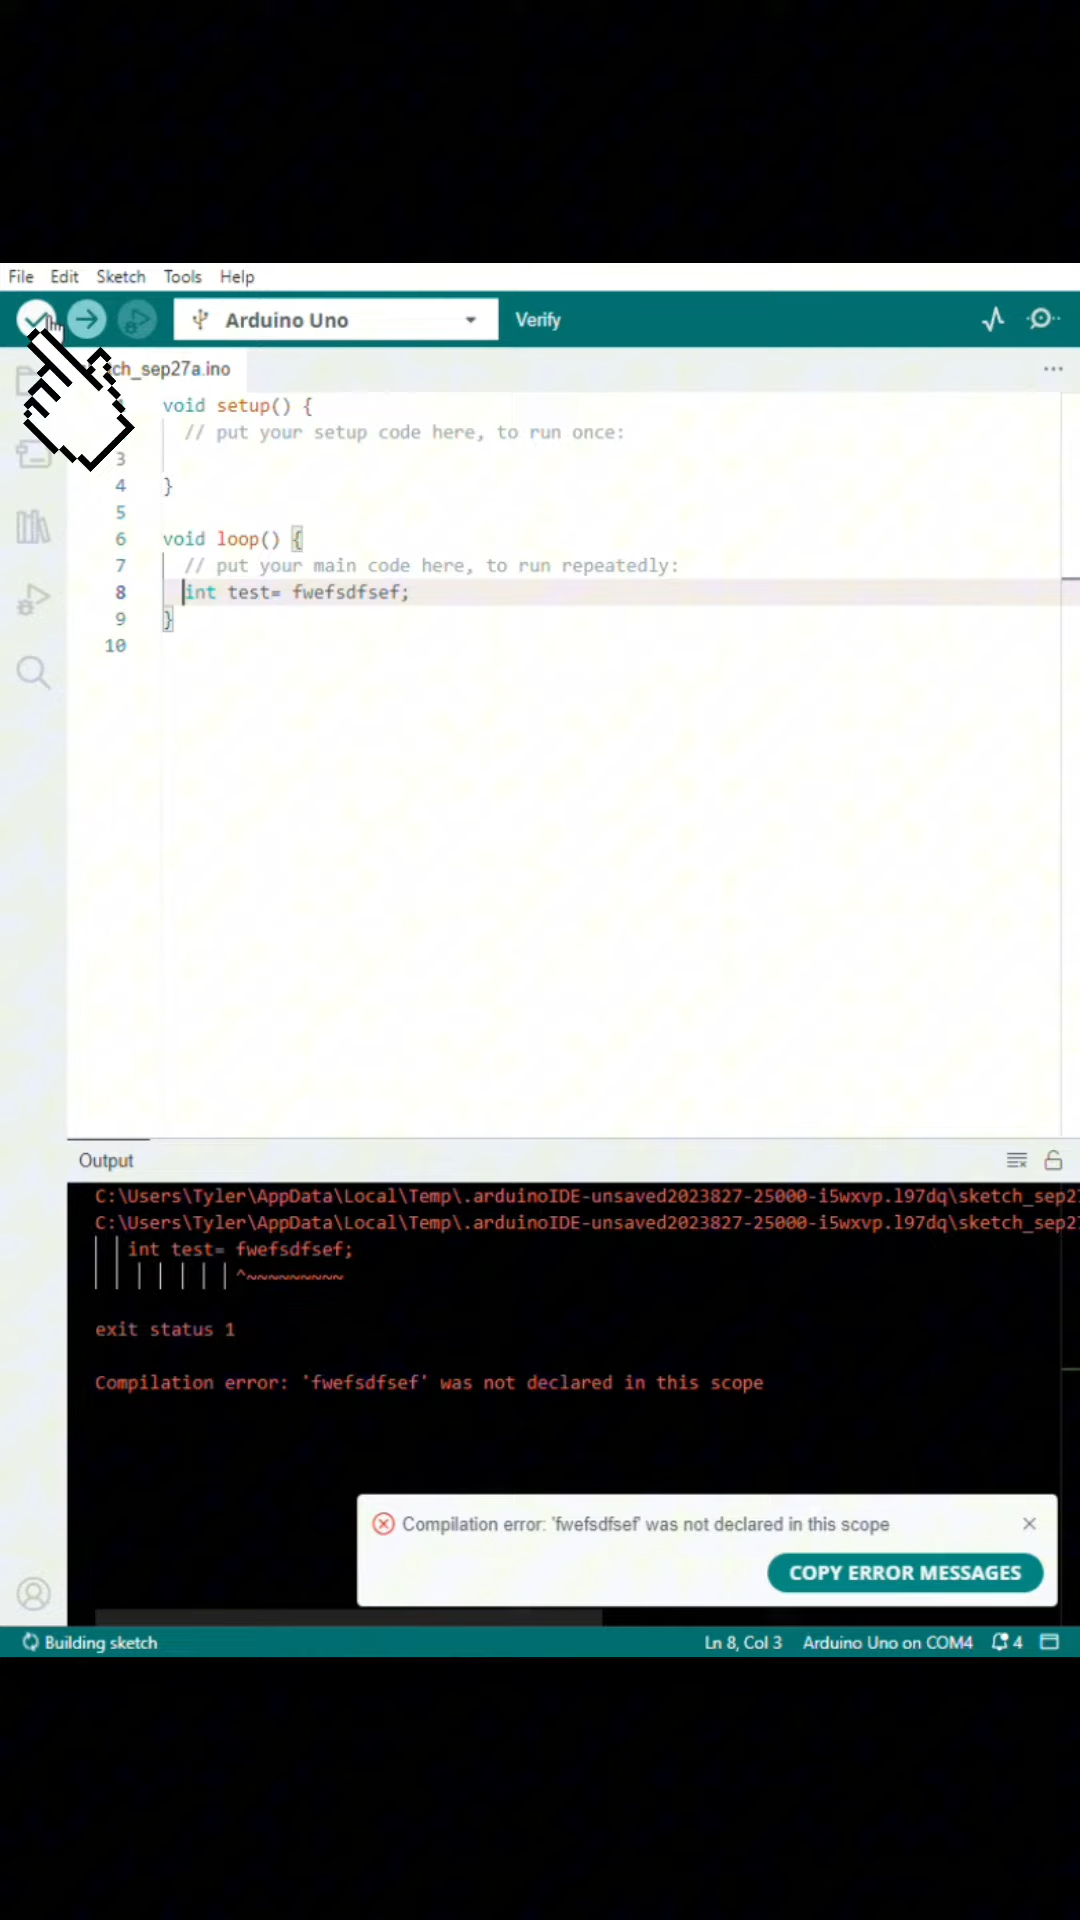 File Edit Sketch Tools Help
Arduino Uno Verify
ch_sep27a.ino
void setup() {
// put your setup code here, to run once:
3
4 }
5
6 void loop() {
7 // put your main code here, to run repeatedly:
8 int test= fwefsdfsef;
9 }
10
Output
C:\Users\Tyler\AppData\Local\Temp\.arduinoIDE-unsaved2023827-25000-i5wxvp.l97dq\sketch_sep2
C:\Users\Tyler\AppData\Local\Temp\.arduinoIDE-unsaved2023827-25000-i5wxvp.l97dq\sketch_sep2
int test= fwefsdfsef;
^~~~~~~~~~
exit status 1
Compilation error: 'fwefsdfsef' was not declared in this scope
Compilation error: 'fwefsdfsef' was not declared in this scope
COPY ERROR MESSAGES
Building sketch Ln 8, Col 3 Arduino Uno on COM4 4